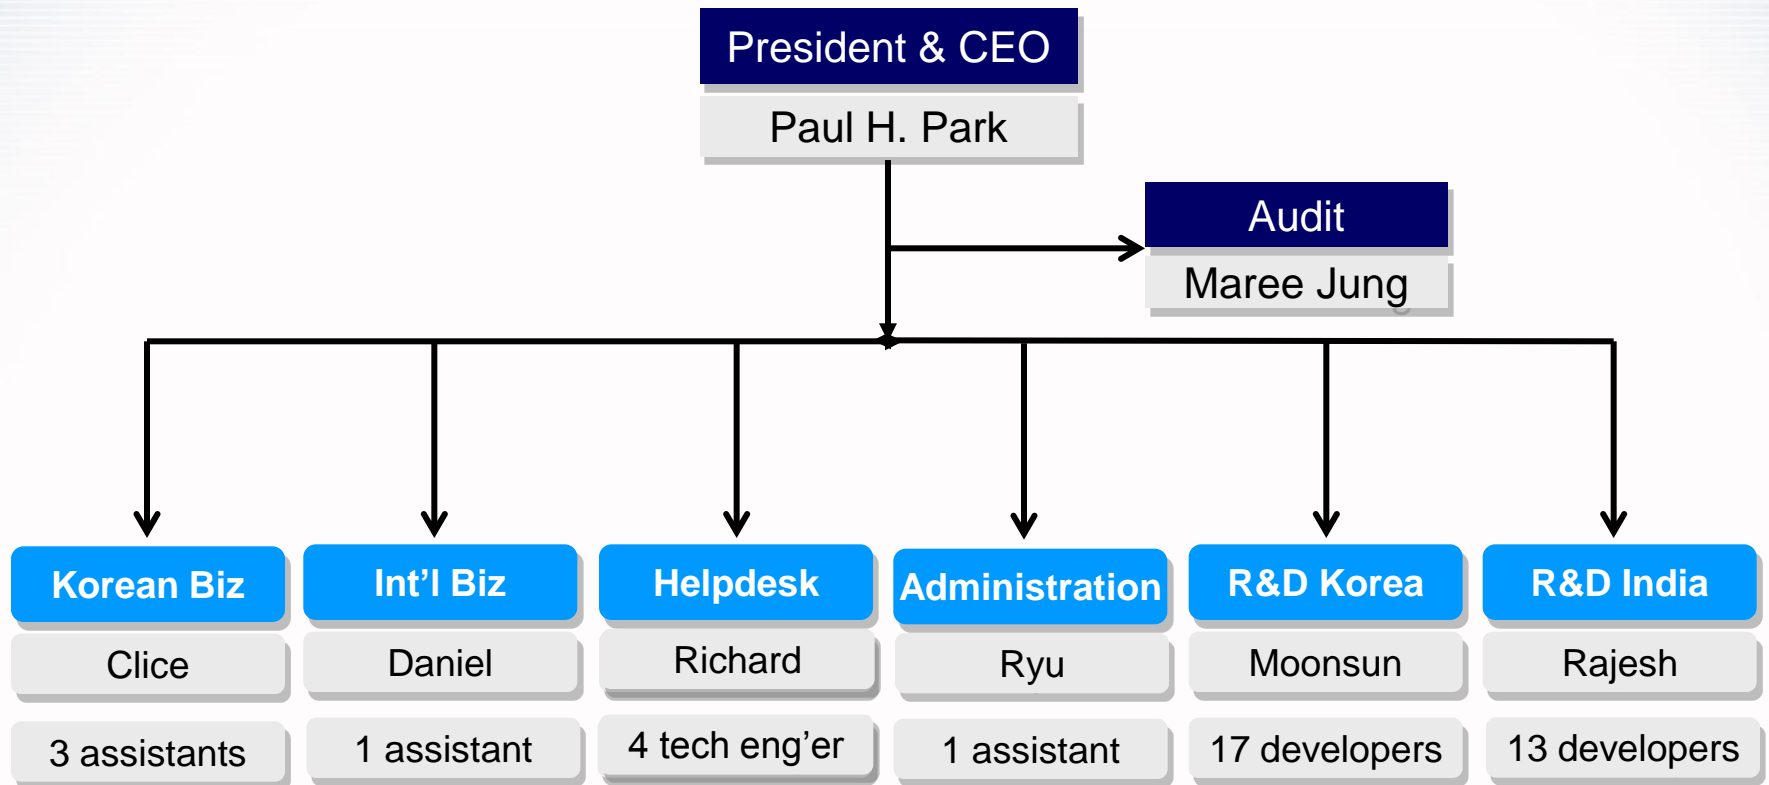 President & CEO
Paul H. Park
Audit
Maree Jung
Korean Biz
Int’l Biz
Helpdesk
Administration
R&D Korea
R&D India
Clice
Daniel
Richard
Ryu
Moonsun
Rajesh
3 assistants
1 assistant
4 tech eng’er
1 assistant
17 developers
13 developers